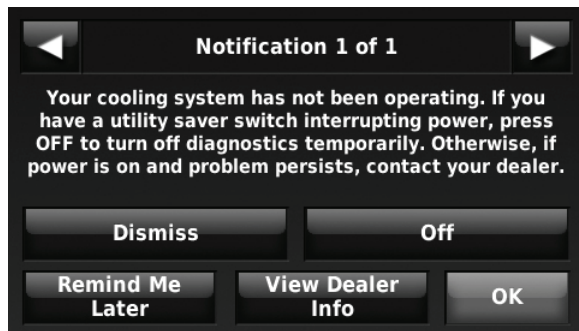 Notification 1 of 1
Your cooling system has not been operating. If you
have a utility saver switch interrupting power, press
OFF to turn off diagnostics temporarily. Otherwise, if
power is on and problem persists, contact your dealer.
Dismiss
Off
Remind Me
Later
View Dealer
Info
OK